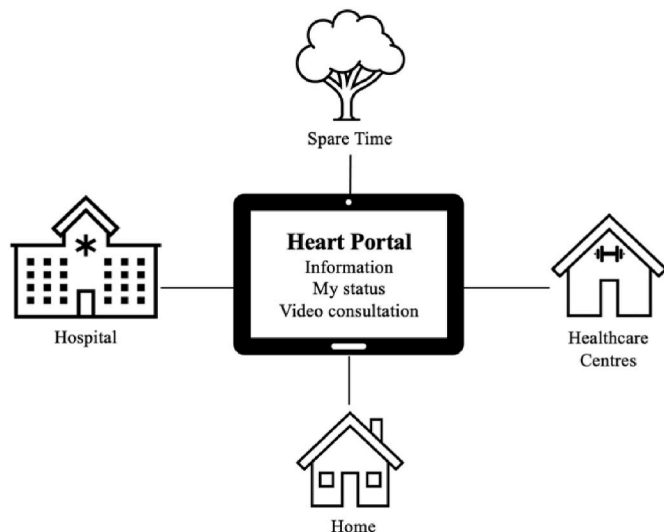 Spare Time
Heart Portal
Information
My status
Video consultation
Hospital
Healthcare
Centres
Home